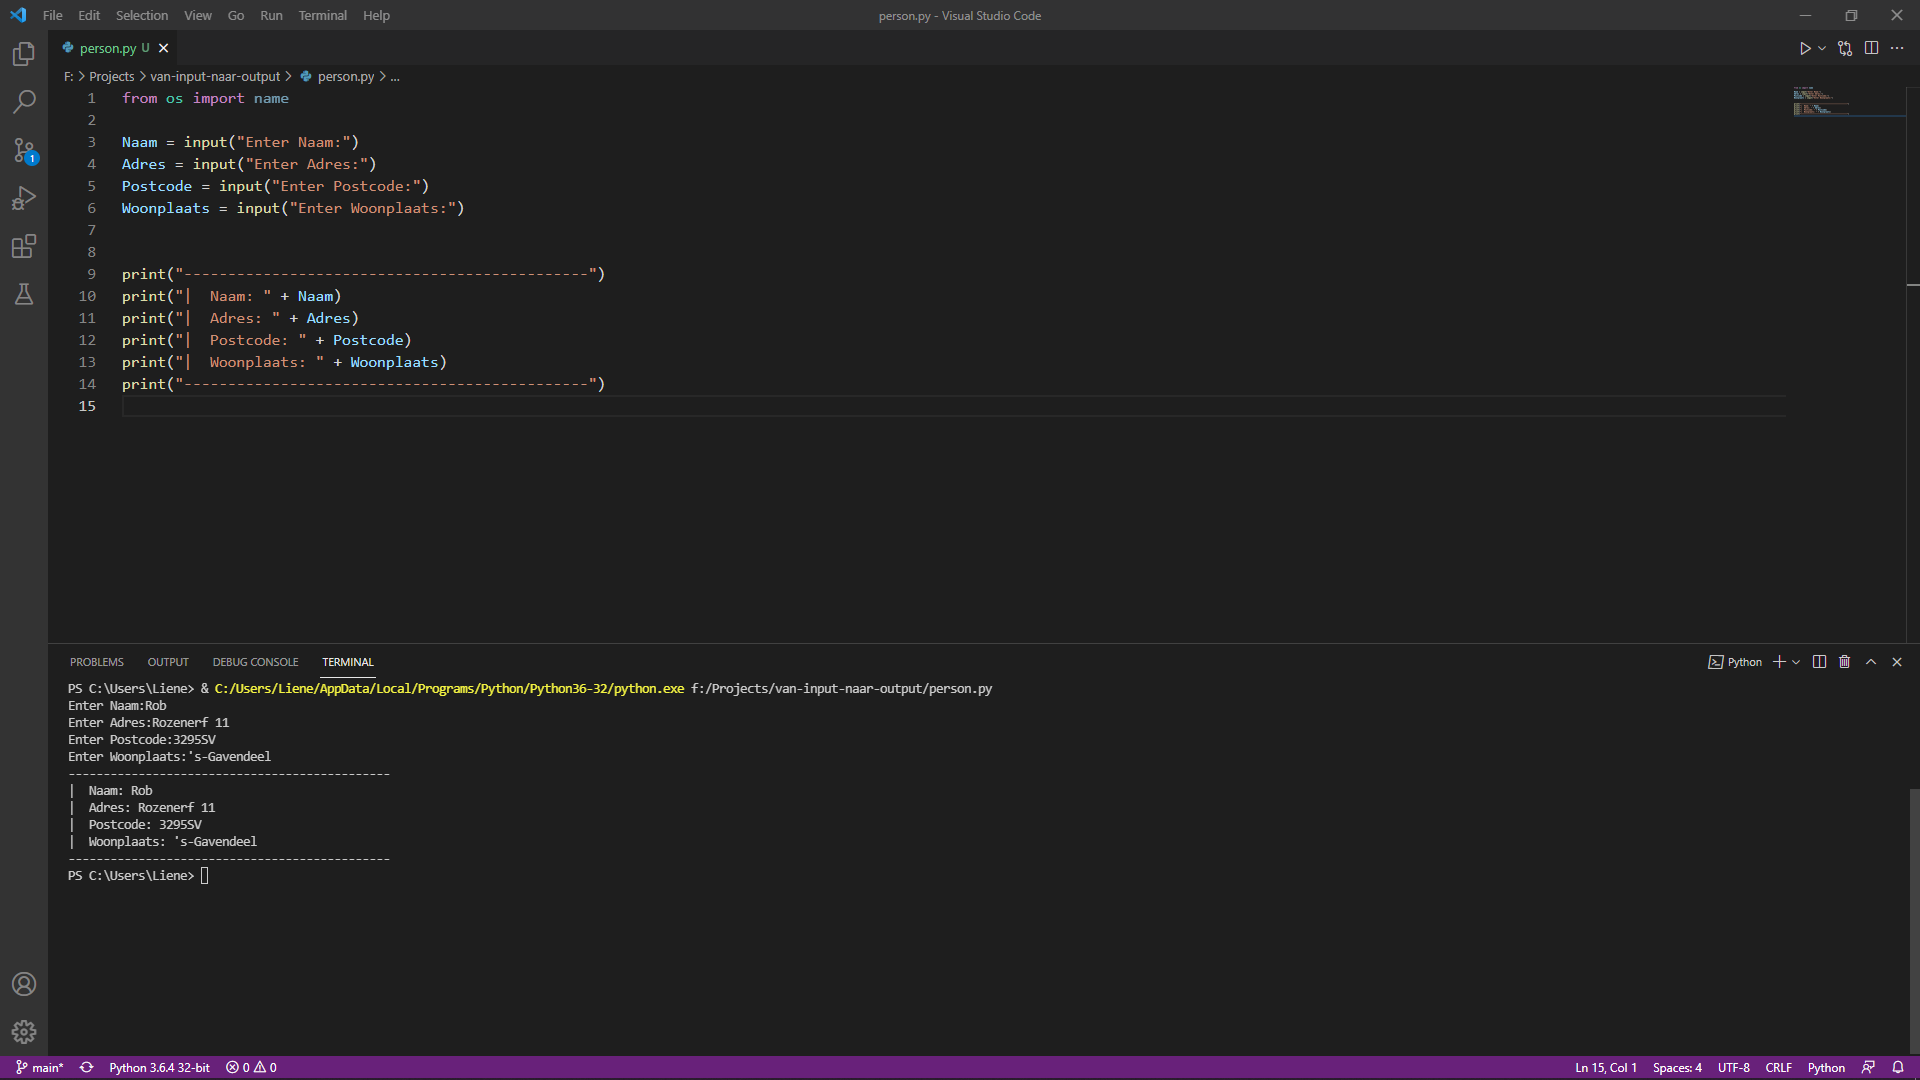 File Edit Selection View Go Run Terminal Help
person.py - Visual Studio Code
person.py U
F: > Projects > van-input-naar-output > person.py > ...
1 from os import name
2
3 Naam = input("Enter Naam:")
4 Adres = input("Enter Adres:")
5 Postcode = input("Enter Postcode:")
6 Woonplaats = input("Enter Woonplaats:")
7
8
9 print("----------------------------------------------")
10 print("|  Naam: " + Naam)
11 print("|  Adres: " + Adres)
12 print("|  Postcode: " + Postcode)
13 print("|  Woonplaats: " + Woonplaats)
14 print("----------------------------------------------")
15
1
PROBLEMS OUTPUT DEBUG CONSOLE TERMINAL
Python
PS C:\Users\Liene> & C:/Users/Liene/AppData/Local/Programs/Python/Python36-32/python.exe f:/Projects/van-input-naar-output/person.py
Enter Naam:Rob
Enter Adres:Rozenerf 11
Enter Postcode:3295SV
Enter Woonplaats:'s-Gavendeel
----------------------------------------------
|  Naam: Rob
|  Adres: Rozenerf 11
|  Postcode: 3295SV
|  Woonplaats: 's-Gavendeel
----------------------------------------------
PS C:\Users\Liene>
main* Python 3.6.4 32-bit 0 0 Ln 15, Col 1 Spaces: 4 UTF-8 CRLF Python